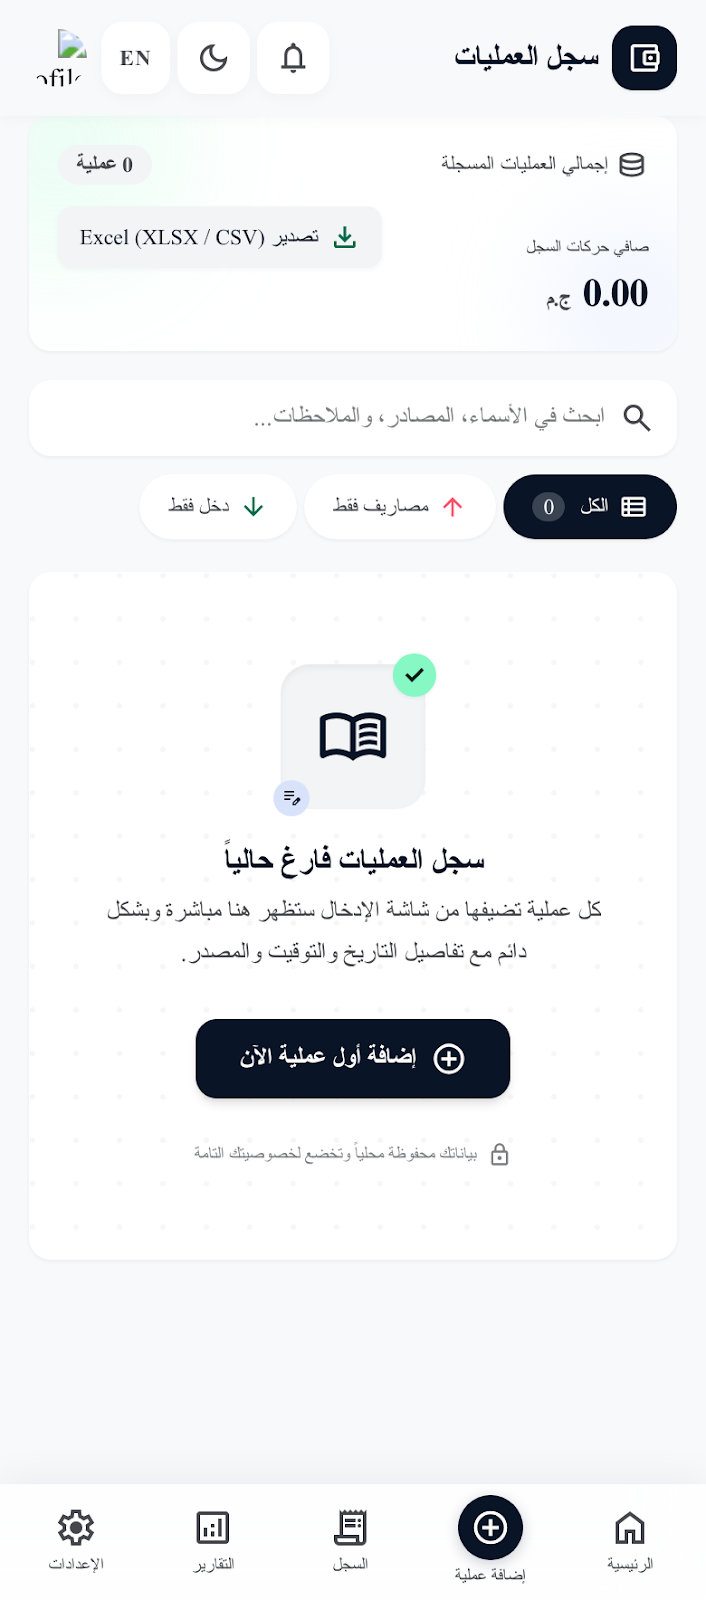 سجل العمليات
EN
ofile
إجمالي العمليات المسجلة
0 عملية
صافي حركات السجل
0.00 ج.م
تصدير Excel (XLSX / CSV)
ابحث في الأسماء، المصادر، والملاحظات...
الكل 0
مصاريف فقط
دخل فقط
سجل العمليات فارغ حالياً
كل عملية تضيفها من شاشة الإدخال ستظهر هنا مباشرة وبشكل
دائم مع تفاصيل التاريخ والتوقيت والمصدر.
إضافة أول عملية الآن
بياناتك محفوظة محلياً وتخضع لخصوصيتك التامة
الرئيسية
إضافة عملية
السجل
التقارير
الإعدادات